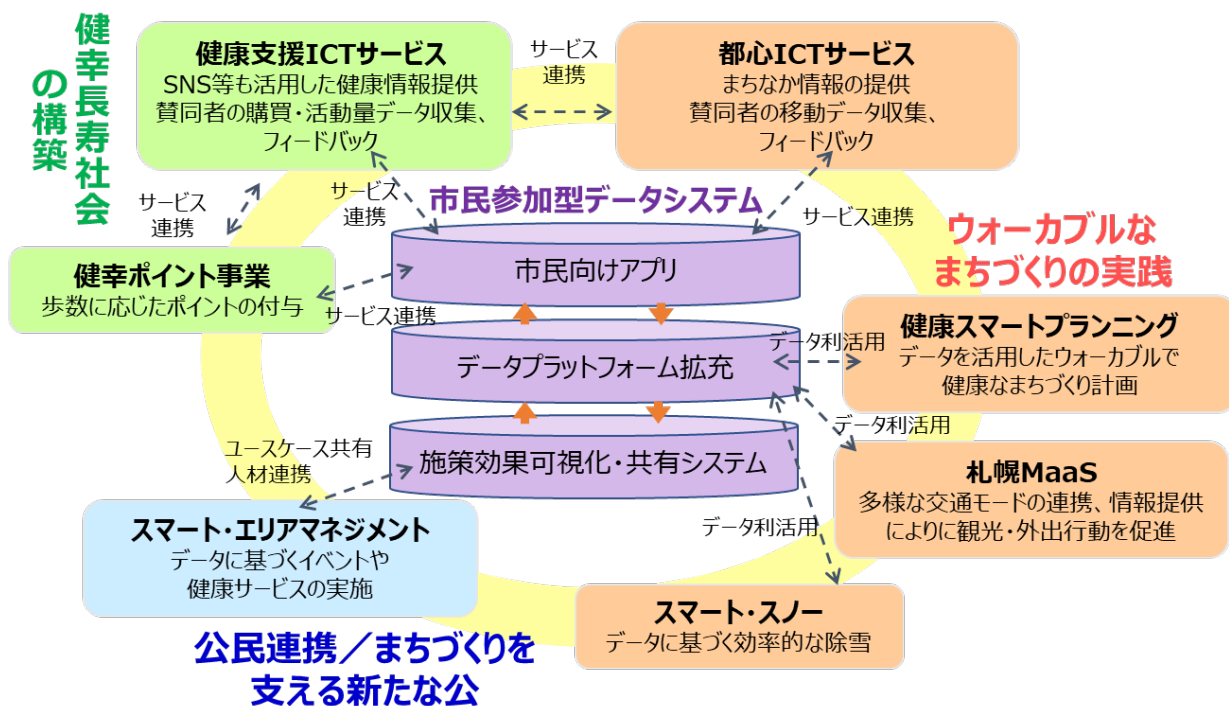 健幸長寿社会
の構築
健康支援ICTサービス
SNS等も活用した健康情報提供
賛同者の購買・活動量データ収集、
フィードバック
サービス
連携
都心ICTサービス
まちなか情報の提供
賛同者の移動データ収集、
フィードバック
サービス
連携
サービス
連携
市民参加型データシステム
サービス連携
ウォーカブルな
まちづくりの実践
健幸ポイント事業
歩数に応じたポイントの付与
サービス連携
市民向けアプリ
データプラットフォーム拡充
施策効果可視化・共有システム
データ利活用
健康スマートプランニング
データを活用したウォーカブルで
健康なまちづくり計画
データ利活用
札幌MaaS
多様な交通モードの連携、情報提供
によりに観光・外出行動を促進
ユースケース共有
人材連携
スマート・エリアマネジメント
データに基づくイベントや
健康サービスの実施
データ利活用
スマート・スノー
データに基づく効率的な除雪
公民連携／まちづくりを
支える新たな公